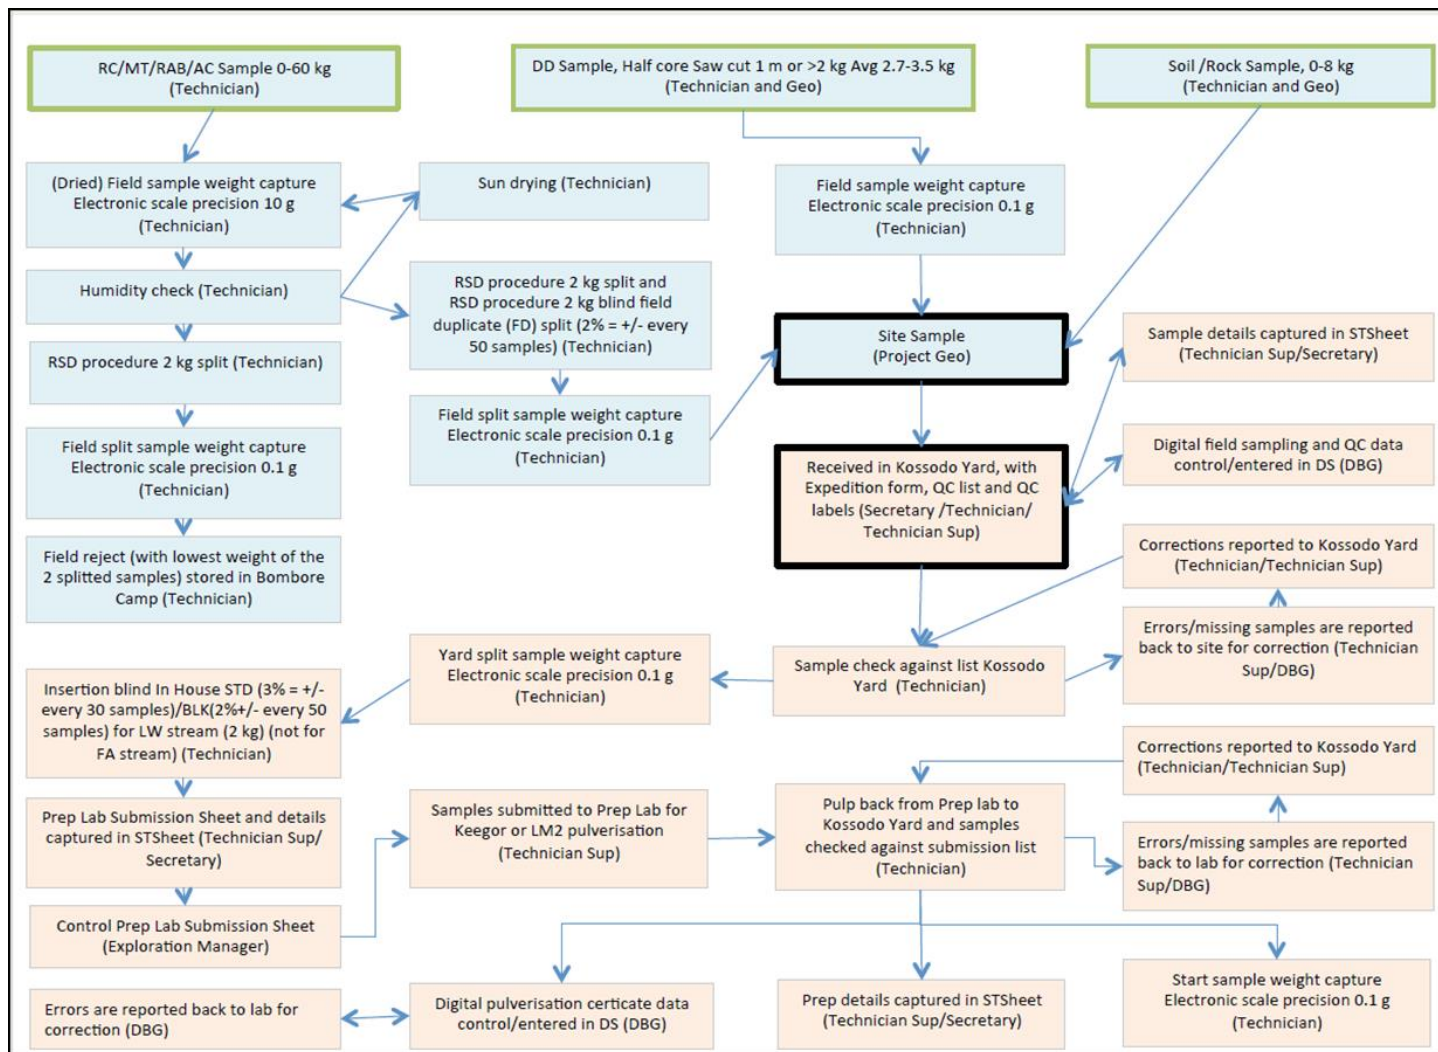 RC/MT/RAB/AC Sample 0-60 kg
(Technician)
DD Sample, Half core Saw cut 1 m or >2 kg Avg 2.7-3.5 kg
(Technician and Geo)
Soil /Rock Sample, 0-8 kg
(Technician and Geo)
(Dried) Field sample weight capture
Electronic scale precision 10 g
(Technician)
Sun drying (Technician)
Field sample weight capture
Electronic scale precision 0.1 g
(Technician)
Humidity check (Technician)
RSD procedure 2 kg split and
RSD procedure 2 kg blind field
duplicate (FD) split (2% = +/- every
50 samples) (Technician)
Site Sample
(Project Geo)
Sample details captured in STSheet
(Technician Sup/Secretary)
RSD procedure 2 kg split (Technician)
Field split sample weight capture
Electronic scale precision 0.1 g
(Technician)
Field split sample weight capture
Electronic scale precision 0.1 g
(Technician)
Received in Kossodo Yard, with
Expedition form, QC list and QC
labels (Secretary /Technician/
Technician Sup)
Digital field sampling and QC data
control/entered in DS (DBG)
Field reject (with lowest weight of the
2 splitted samples) stored in Bombore
Camp (Technician)
Corrections reported to Kossodo Yard
(Technician/Technician Sup)
Yard split sample weight capture
Electronic scale precision 0.1 g
(Technician)
Sample check against list Kossodo
Yard (Technician)
Errors/missing samples are reported
back to site for correction (Technician
Sup/DBG)
Insertion blind In House STD (3% = +/-
every 30 samples)/BLK(2%+/- every 50
samples) for LW stream (2 kg) (not for
FA stream) (Technician)
Corrections reported to Kossodo Yard
(Technician/Technician Sup)
Prep Lab Submission Sheet and details
captured in STSheet (Technician Sup/
Secretary)
Samples submitted to Prep Lab for
Keegor or LM2 pulverisation
(Technician Sup)
Pulp back from Prep lab to
Kossodo Yard and samples
checked against submission list
(Technician)
Errors/missing samples are reported
back to lab for correction (Technician
Sup/DBG)
Control Prep Lab Submission Sheet
(Exploration Manager)
Errors are reported back to lab for
correction (DBG)
Digital pulverisation certicate data
control/entered in DS (DBG)
Prep details captured in STSheet
(Technician Sup/Secretary)
Start sample weight capture
Electronic scale precision 0.1 g
(Technician)